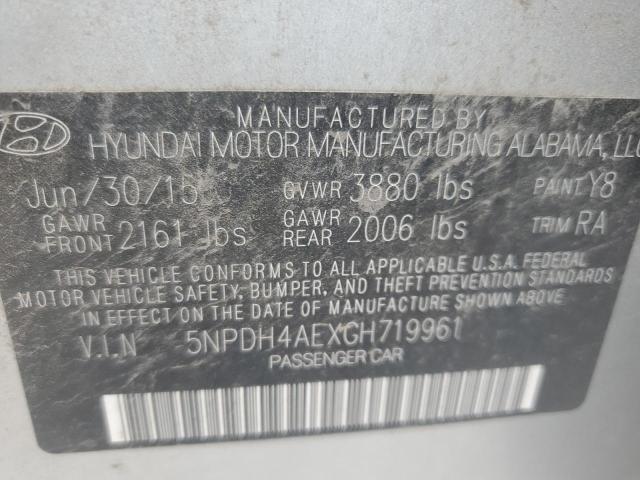 MANUFACTURED BY
HYUNDAI MOTOR MANUFACTURING ALABAMA, LLC
Jun/30/15 GVWR 3880 lbs PAINT Y8
GAWR FRONT 2161 lbs GAWR REAR 2006 lbs TRIM RA
THIS VEHICLE CONFORMS TO ALL APPLICABLE U.S.A. FEDERAL
MOTOR VEHICLE SAFETY, BUMPER, AND THEFT PREVENTION STANDARDS
IN EFFECT ON THE DATE OF MANUFACTURE SHOWN ABOVE.
V.I.N 5NPDH4AEXGH719961
PASSENGER CAR